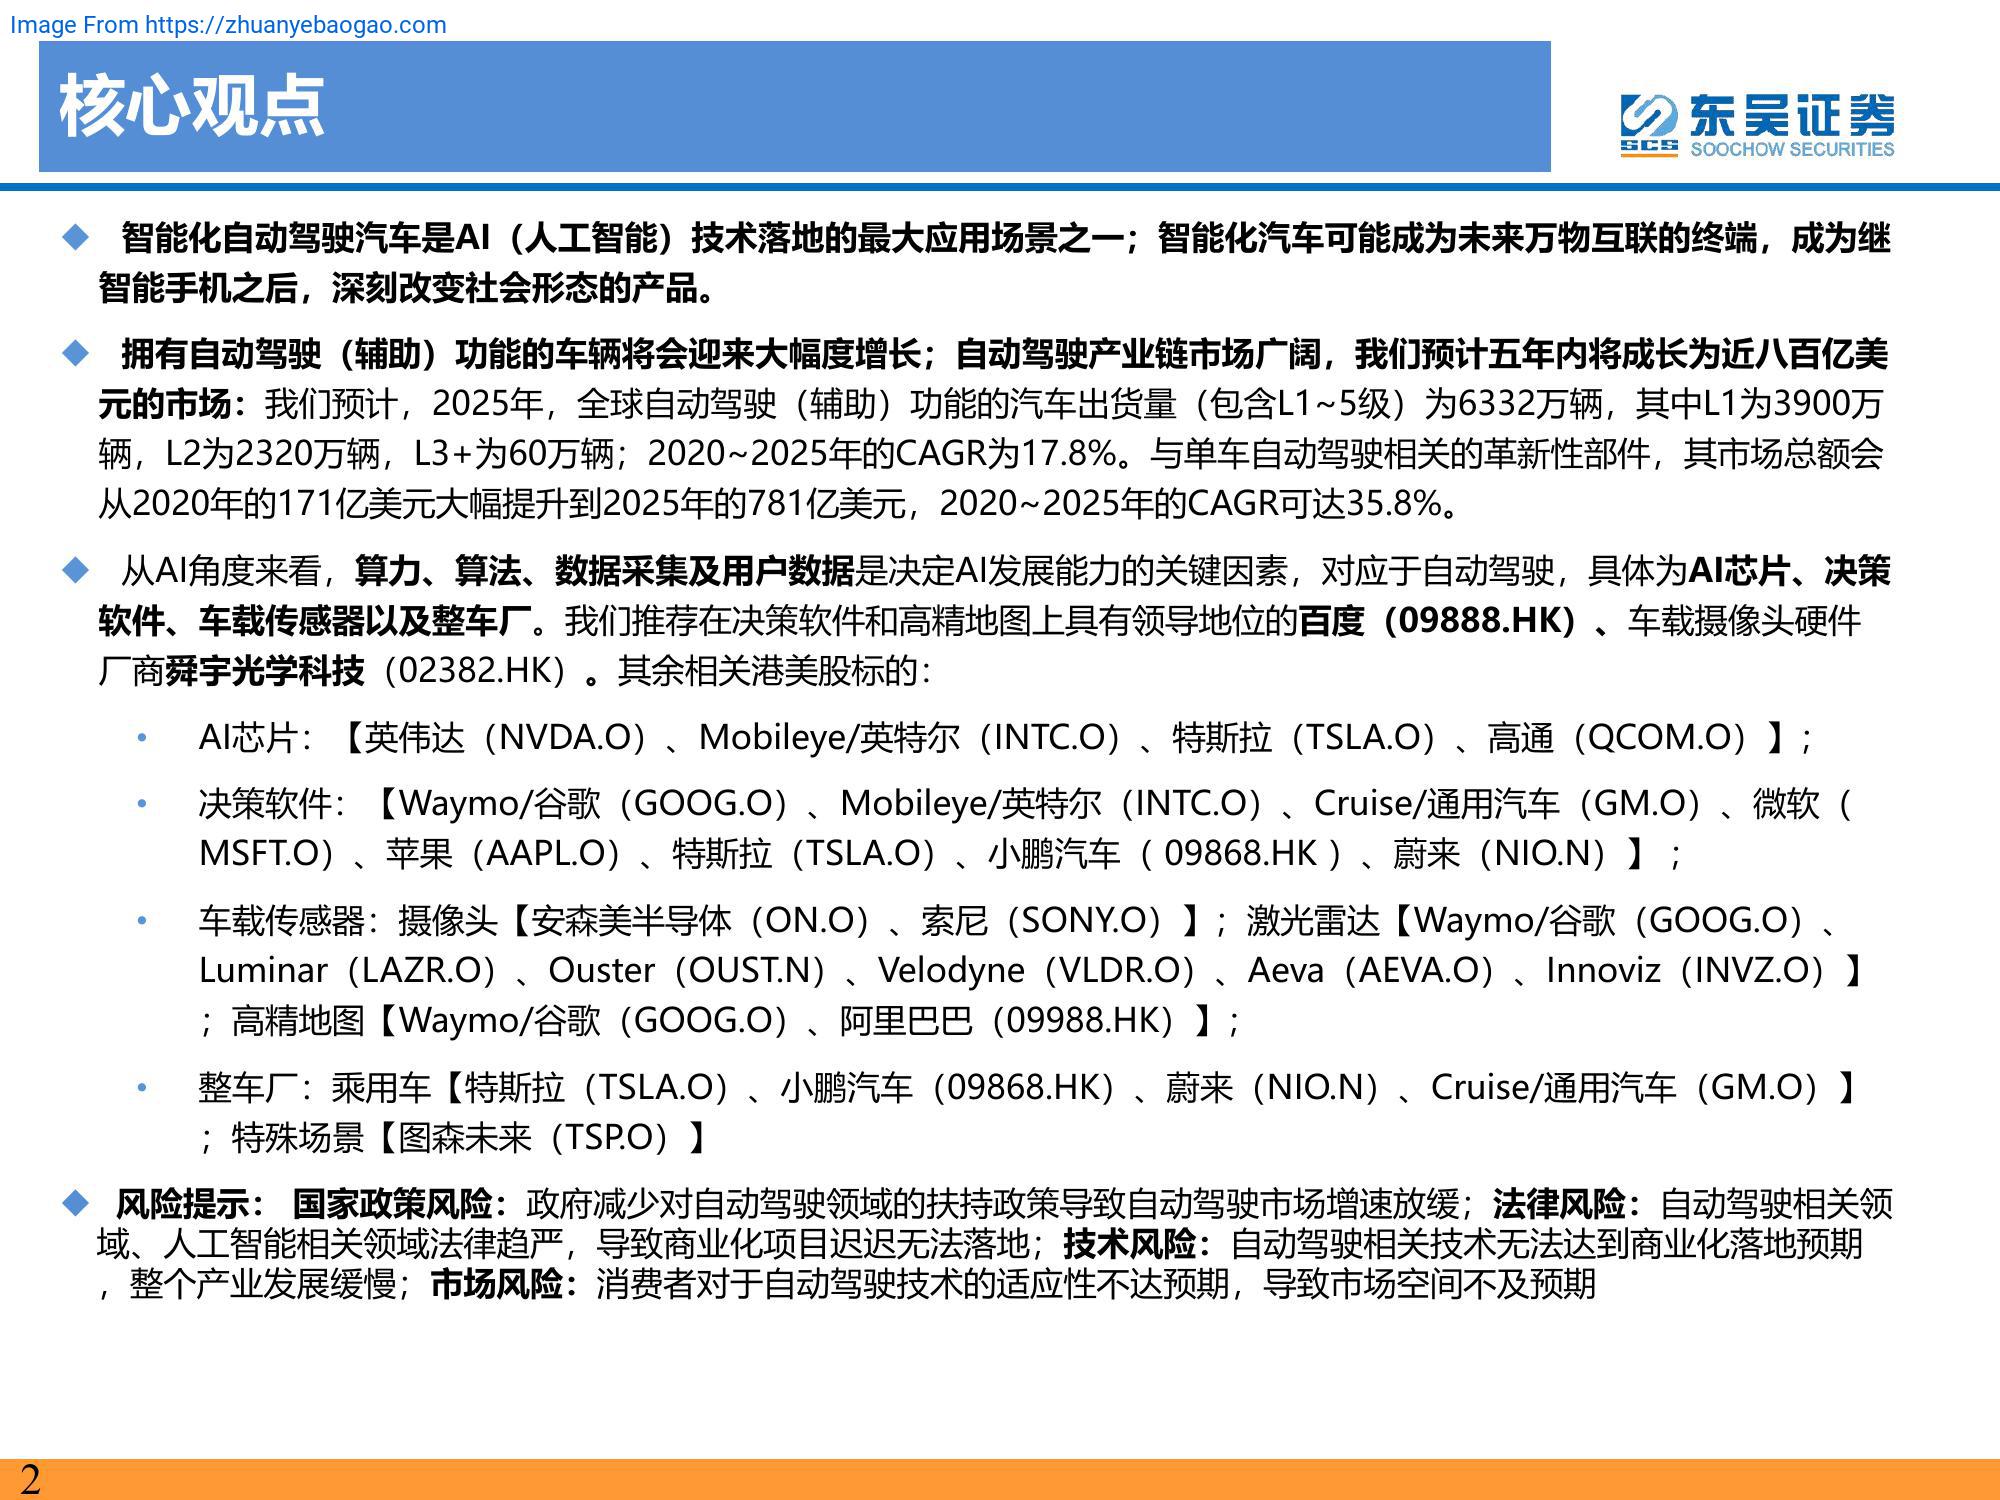 Image From https://zhuanyebaogao.com
核心观点
东吴证券
SCS
SOOCHOW SECURITIES
智能化自动驾驶汽车是AI（人工智能）技术落地的最大应用场景之一；智能化汽车可能成为未来万物互联的终端，成为继
智能手机之后，深刻改变社会形态的产品。
拥有自动驾驶（辅助）功能的车辆将会迎来大幅度增长；自动驾驶产业链市场广阔，我们预计五年内将成长为近八百亿美
元的市场：我们预计，2025年，全球自动驾驶（辅助）功能的汽车出货量（包含L1~5级）为6332万辆，其中L1为3900万
辆，L2为2320万辆，L3+为60万辆；2020~2025年的CAGR为17.8%。与单车自动驾驶相关的革新性部件，其市场总额会
从2020年的171亿美元大幅提升到2025年的781亿美元，2020~2025年的CAGR可达35.8%。
从AI角度来看，算力、算法、数据采集及用户数据是决定AI发展能力的关键因素，对应于自动驾驶，具体为AI芯片、决策
软件、车载传感器以及整车厂。我们推荐在决策软件和高精地图上具有领导地位的百度（09888.HK）、车载摄像头硬件
厂商舜宇光学科技（02382.HK）。其余相关港美股标的：
• AI芯片：【英伟达（NVDA.O）、Mobileye/英特尔（INTC.O）、特斯拉（TSLA.O）、高通（QCOM.O）】；
• 决策软件：【Waymo/谷歌（GOOG.O）、Mobileye/英特尔（INTC.O）、Cruise/通用汽车（GM.O）、微软（
MSFT.O）、苹果（AAPL.O）、特斯拉（TSLA.O）、小鹏汽车（ 09868.HK ）、蔚来（NIO.N）】；
• 车载传感器：摄像头【安森美半导体（ON.O）、索尼（SONY.O）】；激光雷达【Waymo/谷歌（GOOG.O）、
Luminar（LAZR.O）、Ouster（OUST.N）、Velodyne（VLDR.O）、Aeva（AEVA.O）、Innoviz（INVZ.O）】
；高精地图【Waymo/谷歌（GOOG.O）、阿里巴巴（09988.HK）】；
• 整车厂：乘用车【特斯拉（TSLA.O）、小鹏汽车（09868.HK）、蔚来（NIO.N）、Cruise/通用汽车（GM.O）】
；特殊场景【图森未来（TSP.O）】
风险提示： 国家政策风险：政府减少对自动驾驶领域的扶持政策导致自动驾驶市场增速放缓；法律风险：自动驾驶相关领
域、人工智能相关领域法律趋严，导致商业化项目迟迟无法落地；技术风险：自动驾驶相关技术无法达到商业化落地预期
，整个产业发展缓慢；市场风险：消费者对于自动驾驶技术的适应性不达预期，导致市场空间不及预期
2